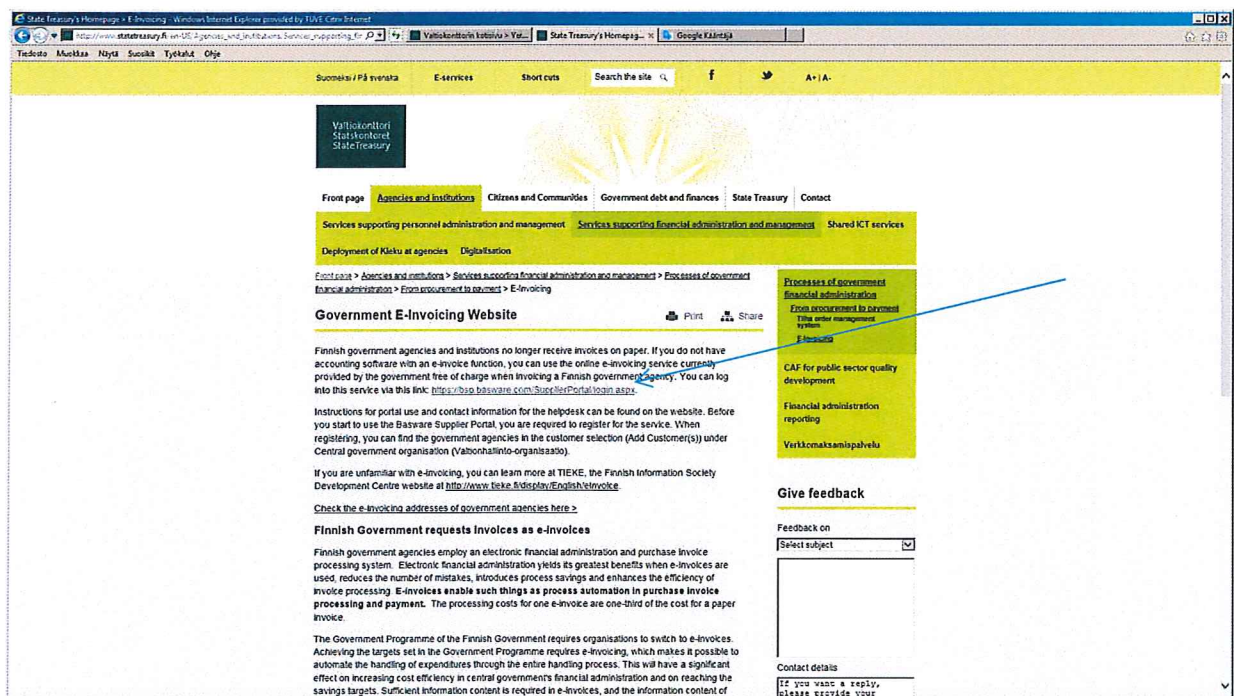 State Treasury's Homepage > E-Invoicing - Windows Internet Explorer provided by TUVE Citrix Internet
http://www.statetreasury.fi/en-US/Agencies_and_institutions/Services_supporting_fir
Valtiokonttorin kotisivu > Val...
State Treasury's Homepag...
Google Kääntäjä
Tiedosto Muokkaa Näytä Suosikit Työkalut Ohje
Suomeksi / På svenska E-services Short cuts Search the site f A+ | A-
Valtiokonttori
Statskontoret
StateTreasury
Front page Agencies and institutions Citizens and Communities Government debt and finances State Treasury Contact
Services supporting personnel administration and management Services supporting financial administration and management Shared ICT services
Deployment of Kieku at agencies Digitalisation
Front page > Agencies and institutions > Services supporting financial administration and management > Processes of government
financial administration > From procurement to payment > E-Invoicing
Government E-Invoicing Website
Print Share
Finnish government agencies and institutions no longer receive invoices on paper. If you do not have
accounting software with an e-invoice function, you can use the online e-invoicing service currently
provided by the government free of charge when invoicing a Finnish government agency. You can log
into this service via this link: https://bsp.basware.com/SupplierPortal/login.aspx.
Instructions for portal use and contact information for the helpdesk can be found on the website. Before
you start to use the Basware Supplier Portal, you are required to register for the service. When
registering, you can find the government agencies in the customer selection (Add Customer(s)) under
Central government organisation (Valtionhallinto-organisaatio).
If you are unfamiliar with e-invoicing, you can learn more at TIEKE, the Finnish Information Society
Development Centre website at http://www.tieke.fi/display/English/eInvoice.
Check the e-invoicing addresses of government agencies here >
Finnish Government requests invoices as e-invoices
Finnish government agencies employ an electronic financial administration and purchase invoice
processing system. Electronic financial administration yields its greatest benefits when e-invoices are
used, reduces the number of mistakes, introduces process savings and enhances the efficiency of
invoice processing. E-invoices enable such things as process automation in purchase invoice
processing and payment. The processing costs for one e-invoice are one-third of the cost for a paper
invoice.
The Government Programme of the Finnish Government requires organisations to switch to e-invoices.
Achieving the targets set in the Government Programme requires e-invoicing, which makes it possible to
automate the handling of expenditures through the entire handling process. This will have a significant
effect on increasing cost efficiency in central government's financial administration and on reaching the
savings targets. Sufficient information content is required in e-invoices, and the information content of
Processes of government
financial administration
From procurement to payment
Tilha order management
system
E-Invoicing
CAF for public sector quality
development
Financial administration
reporting
Verkkomaksamispalvelu
Give feedback
Feedback on
Select subject
Contact details
If you want a reply,
please provide your